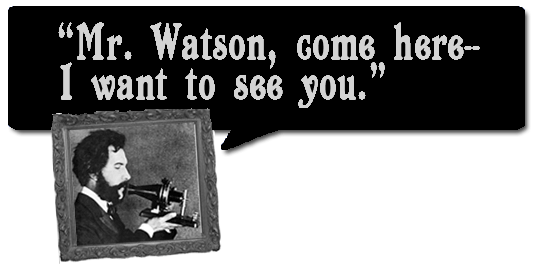 “Mr. Watson, come here--
I want to see you.”